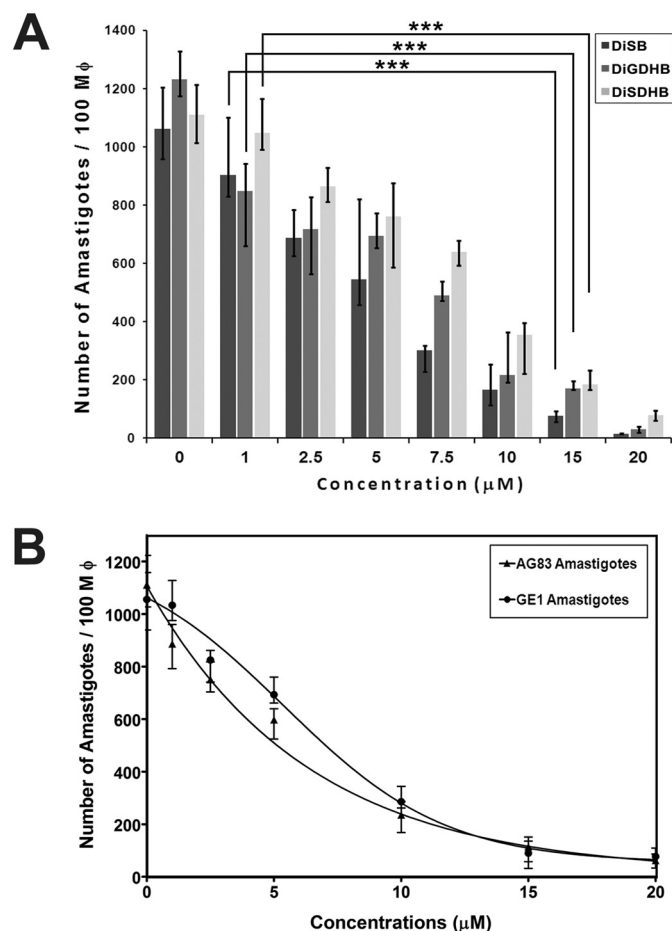 A
***
***
***
DiSB
DiGDHB
DiSDHB
Number of Amastigotes / 100 Mϕ
1400
1200
1000
800
600
400
200
0
0 1 2.5 5 7.5 10 15 20
Concentration (µM)
B
AG83 Amastigotes
GE1 Amastigotes
Number of Amastigotes / 100 M ϕ
1200
1000
800
600
400
200
0
0 5 10 15 20
Concentrations (µM)